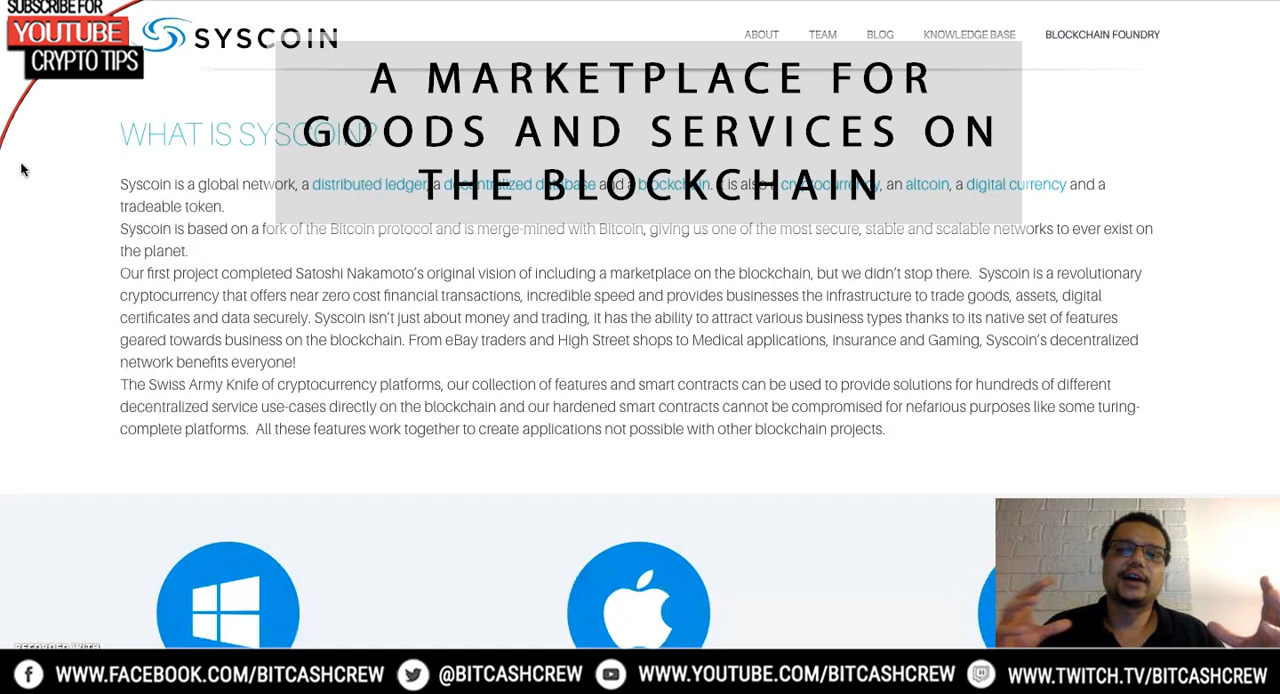 SUBSCRIBE FOR
YOUTUBE
CRYPTO TIPS
SYSCOIN
ABOUT TEAM BLOG KNOWLEDGE BASE BLOCKCHAIN FOUNDRY
A MARKETPLACE FOR
GOODS AND SERVICES ON
THE BLOCKCHAIN
WHAT IS SYSCOIN?
Syscoin is a global network, a distributed ledger, a decentralized database and a blockchain. It is also a cryptocurrency, an altcoin, a digital currency and a
tradeable token.
Syscoin is based on a fork of the Bitcoin protocol and is merge-mined with Bitcoin, giving us one of the most secure, stable and scalable networks to ever exist on
the planet.
Our first project completed Satoshi Nakamoto's original vision of including a marketplace on the blockchain, but we didn't stop there. Syscoin is a revolutionary
cryptocurrency that offers near zero cost financial transactions, incredible speed and provides businesses the infrastructure to trade goods, assets, digital
certificates and data securely. Syscoin isn't just about money and trading, it has the ability to attract various business types thanks to its native set of features
geared towards business on the blockchain. From eBay traders and High Street shops to Medical applications, Insurance and Gaming, Syscoin's decentralized
network benefits everyone!
The Swiss Army Knife of cryptocurrency platforms, our collection of features and smart contracts can be used to provide solutions for hundreds of different
decentralized service use-cases directly on the blockchain and our hardened smart contracts cannot be compromised for nefarious purposes like some turing-
complete platforms. All these features work together to create applications not possible with other blockchain projects.
RECORDED WITH
WWW.FACEBOOK.COM/BITCASHCREW @BITCASHCREW WWW.YOUTUBE.COM/BITCASHCREW WWW.TWITCH.TV/BITCASHCREW